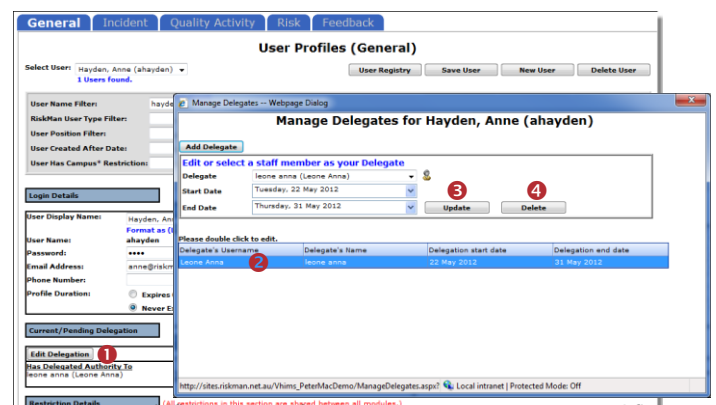 General Incident Quality Activity Risk Feedback
User Profiles (General)
Select User: Hayden, Anne (ahayden)
1 Users found.
User Registry Save User New User Delete User
User Name Filter: hayde
RiskMan User Type Filter:
User Position Filter:
User Created After Date:
User Has Campus* Restriction:
Login Details
User Display Name: Hayden, An
Format as (
User Name: ahayden
Password: ••••
Email Address: anne@riskm
Phone Number:
Profile Duration: Expires
Never E
Current/Pending Delegation
Edit Delegation 1
Has Delegated Authority To
leone anna (Leone Anna)
Restriction Details (All restrictions in this section are shared between all modules.)
Manage Delegates -- Webpage Dialog
Manage Delegates for Hayden, Anne (ahayden)
Add Delegate
Edit or select a staff member as your Delegate
Delegate leone anna (Leone Anna)
Start Date Tuesday, 22 May 2012
End Date Thursday, 31 May 2012
3 4
Update Delete
Please double click to edit.
Delegate's Username Delegate's Name Delegation start date Delegation end date
Leone Anna 2 leone anna 22 May 2012 31 May 2012
http://sites.riskman.net.au/Vhims_PeterMacDemo/ManageDelegates.aspx? Local intranet | Protected Mode: Off